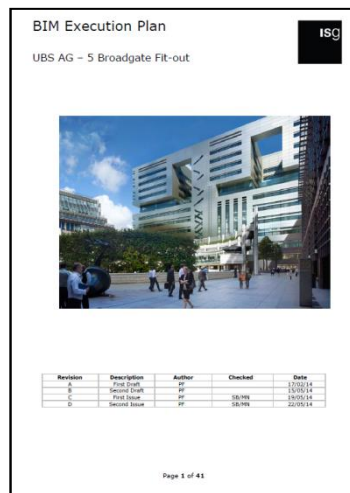 BIM Execution Plan
isg
UBS AG – 5 Broadgate Fit-out
Revision Description Author Checked Date
A First Draft PF 17/02/14
B Second Draft PF 15/05/14
C First Issue PF SB/MN 19/05/14
D Second Issue PF SB/MN 22/05/14
Page 1 of 41